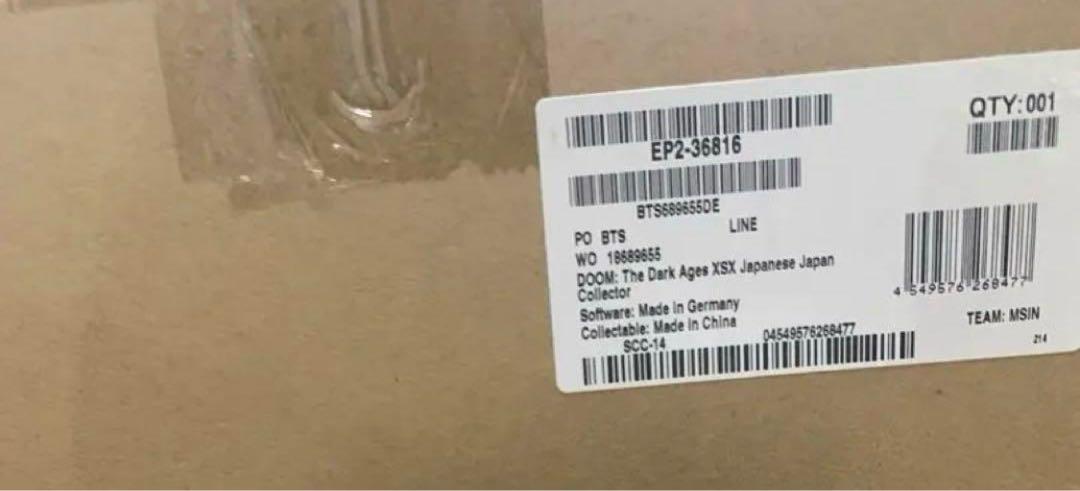 EP2-36816
QTY:001
BTS689655DE
PO BTS
LINE
WO 18689655
DOOM: The Dark Ages XSX Japanese Japan
Collector
Software: Made in Germany
Collectable: Made in China
4 549576 268477
TEAM: MSIN
SCC-14
04549576268477
214